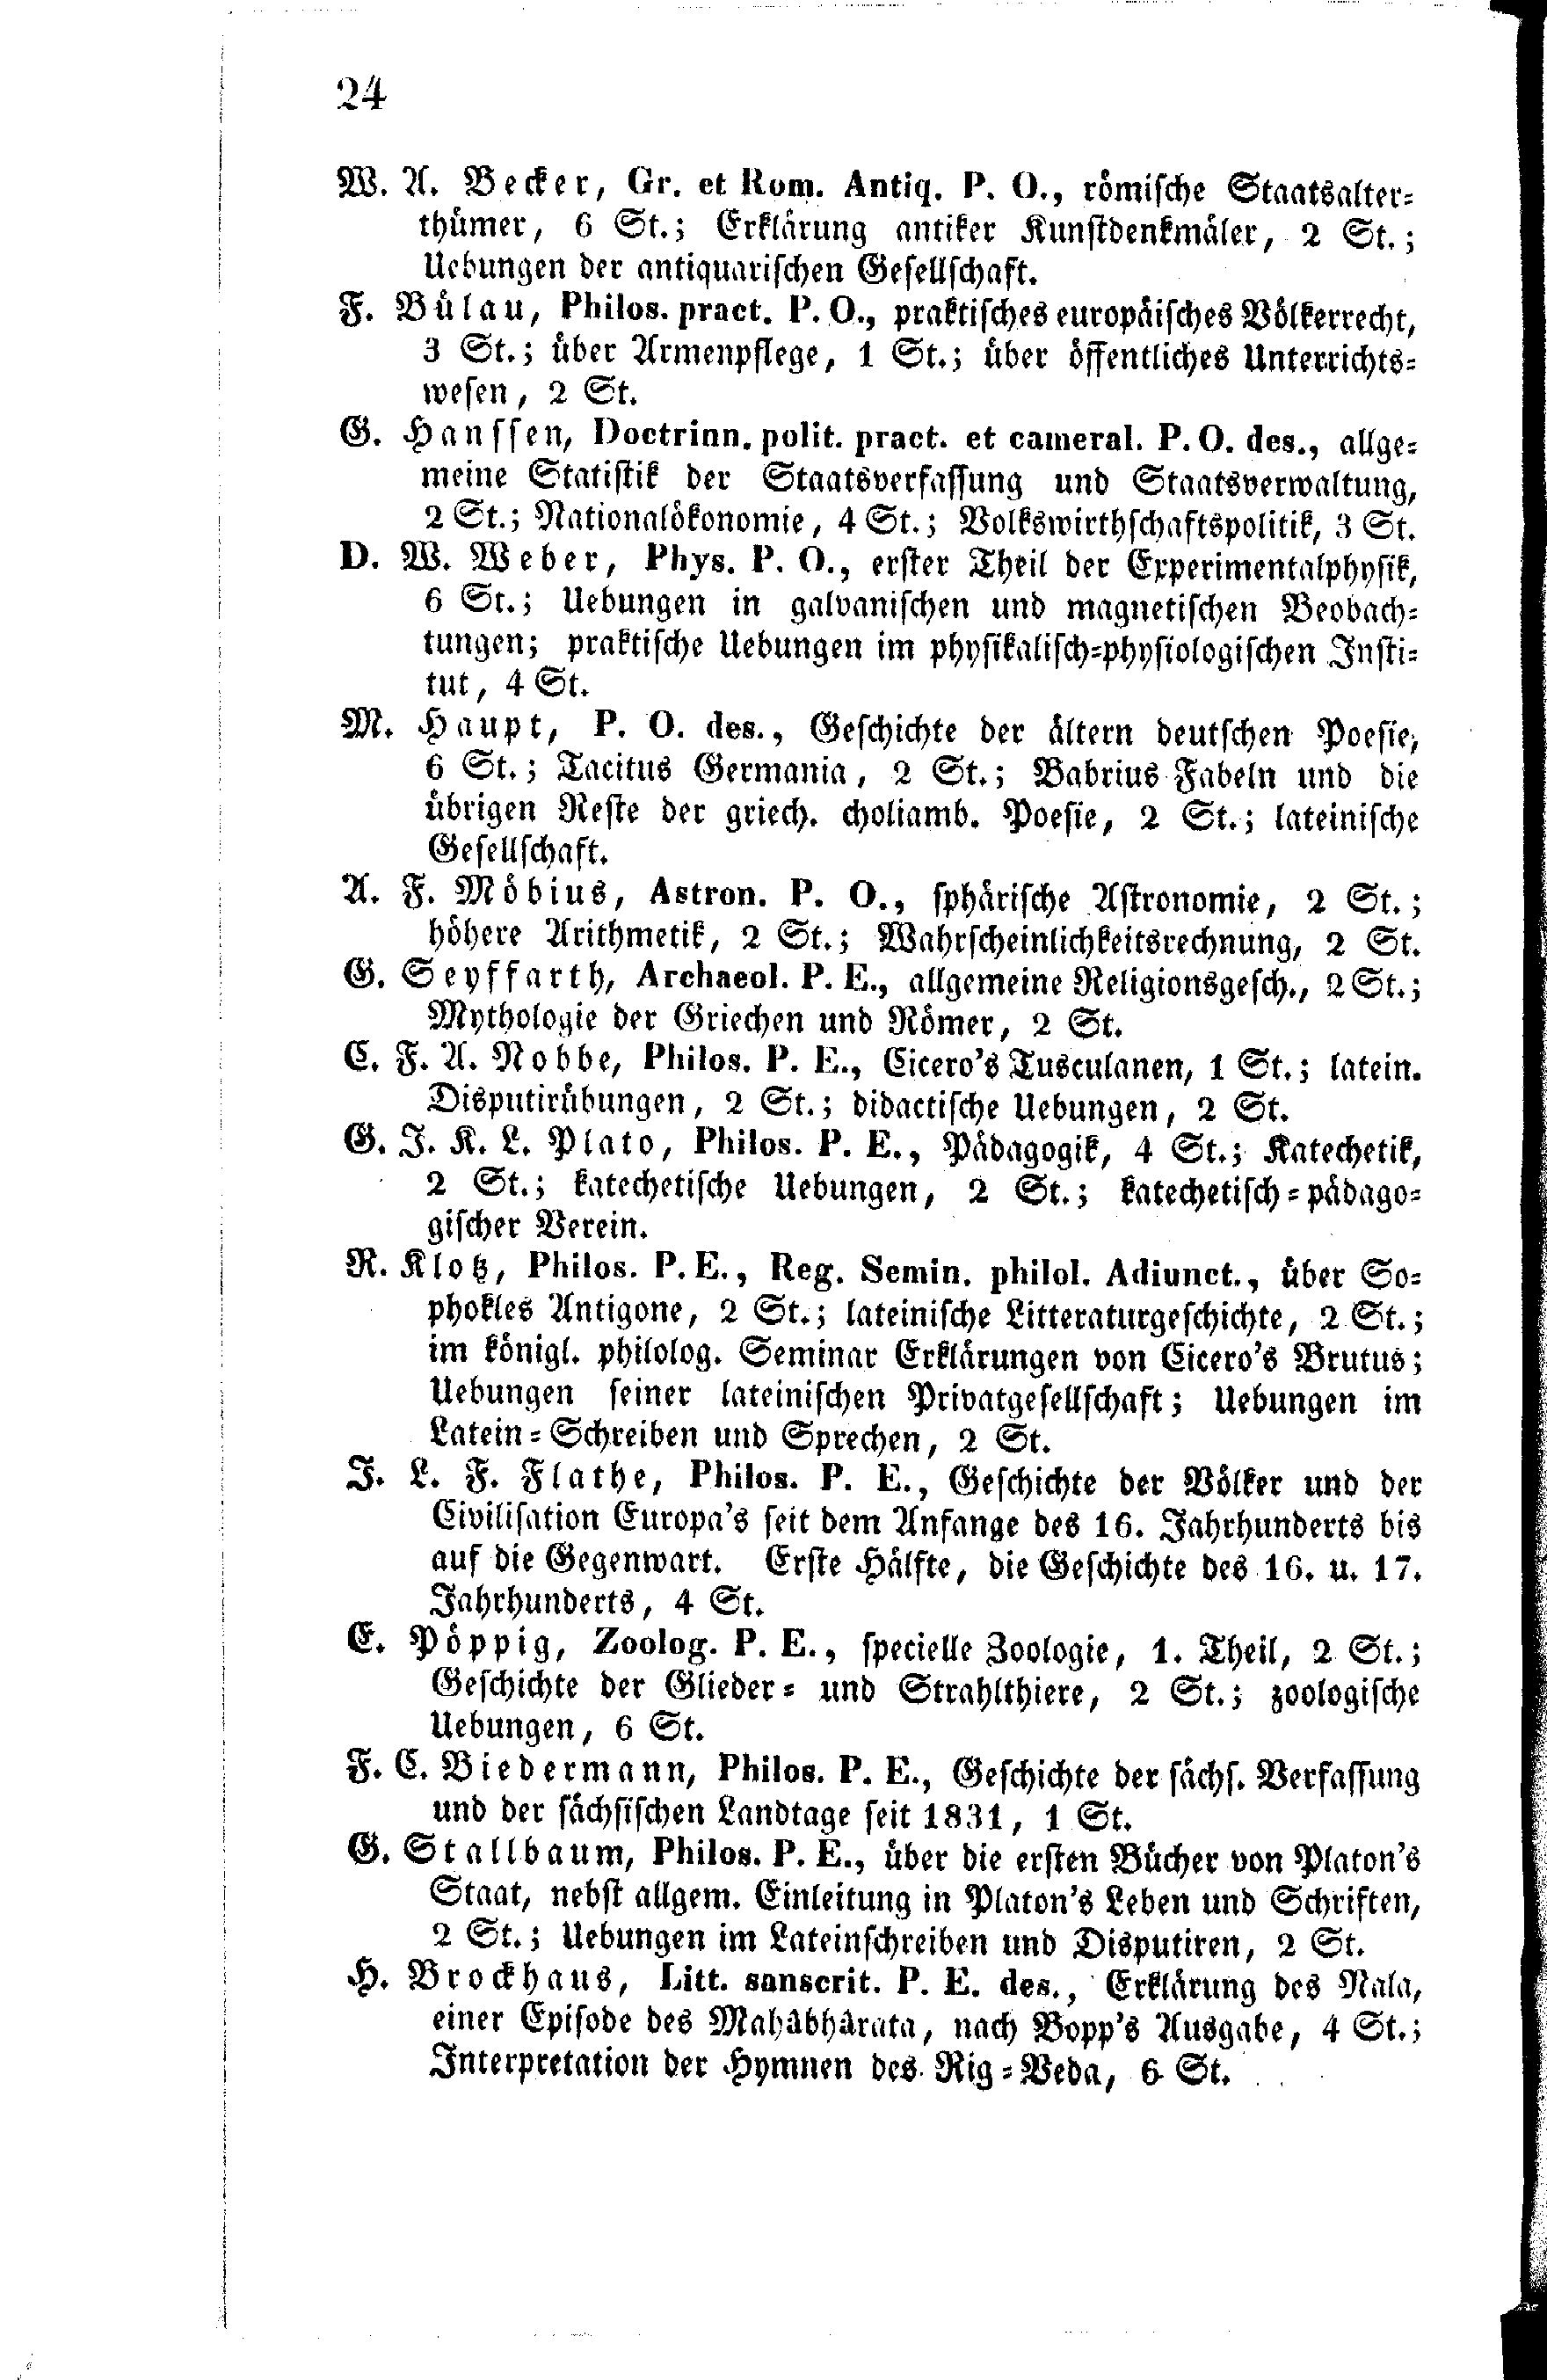 24
W. A. Becker, Gr. et Rom. Antiq. P. O., römische Staatsalter-
thümer, 6 St.; Erklärung antiker Kunstdenkmäler, 2 St.;
Uebungen der antiquarischen Gesellschaft.
F. Bülau, Philos. pract. P. O., praktisches europäisches Völkerrecht,
3 St.; über Armenpflege, 1 St.; über öffentliches Unterrichts-
wesen, 2 St.
G. Hanssen, Doctrinn. polit. pract. et cameral. P. O. des., allge-
meine Statistik der Staatsverfassung und Staatsverwaltung,
2 St.; Nationalökonomie, 4 St.; Volkswirthschaftspolitik, 3 St.
D. W. Weber, Phys. P. O., erster Theil der Experimentalphysik,
6 St.; Uebungen in galvanischen und magnetischen Beobach-
tungen; praktische Uebungen im physikalisch-physiologischen Insti-
tut, 4 St.
M. Haupt, P. O. des., Geschichte der ältern deutschen Poesie,
6 St.; Tacitus Germania, 2 St.; Babrius Fabeln und die
übrigen Reste der griech. choliamb. Poesie, 2 St.; lateinische
Gesellschaft.
A. F. Möbius, Astron. P. O., sphärische Astronomie, 2 St.;
höhere Arithmetik, 2 St.; Wahrscheinlichkeitsrechnung, 2 St.
G. Seyffarth, Archaeol. P. E., allgemeine Religionsgesch., 2 St.;
Mythologie der Griechen und Römer, 2 St.
C. F. A. Nobbe, Philos. P. E., Cicero's Tusculanen, 1 St.; latein.
Disputirübungen, 2 St.; didactische Uebungen, 2 St.
G. J. K. L. Plato, Philos. P. E., Pädagogik, 4 St.; Katechetik,
2 St.; katechetische Uebungen, 2 St.; katechetisch-pädago-
gischer Verein.
R. Klotz, Philos. P. E., Reg. Semin. philol. Adiunct., über So-
phokles Antigone, 2 St.; lateinische Litteraturgeschichte, 2 St.;
im königl. philolog. Seminar Erklärungen von Cicero's Brutus;
Uebungen seiner lateinischen Privatgesellschaft; Uebungen im
Latein-Schreiben und Sprechen, 2 St.
J. L. F. Flathe, Philos. P. E., Geschichte der Völker und der
Civilisation Europa's seit dem Anfange des 16. Jahrhunderts bis
auf die Gegenwart. Erste Hälfte, die Geschichte des 16. u. 17.
Jahrhunderts, 4 St.
E. Pöppig, Zoolog. P. E., specielle Zoologie, 1. Theil, 2 St.;
Geschichte der Glieder- und Strahlthiere, 2 St.; zoologische
Uebungen, 6 St.
F. C. Biedermann, Philos. P. E., Geschichte der sächs. Verfassung
und der sächsischen Landtage seit 1831, 1 St.
G. Stallbaum, Philos. P. E., über die ersten Bücher von Platon's
Staat, nebst allgem. Einleitung in Platon's Leben und Schriften,
2 St.; Uebungen im Lateinschreiben und Disputiren, 2 St.
H. Brockhaus, Litt. sanscrit. P. E. des., Erklärung des Nala,
einer Episode des Mahâbhârata, nach Bopp's Ausgabe, 4 St.;
Interpretation der Hymnen des Rig-Veda, 6 St.